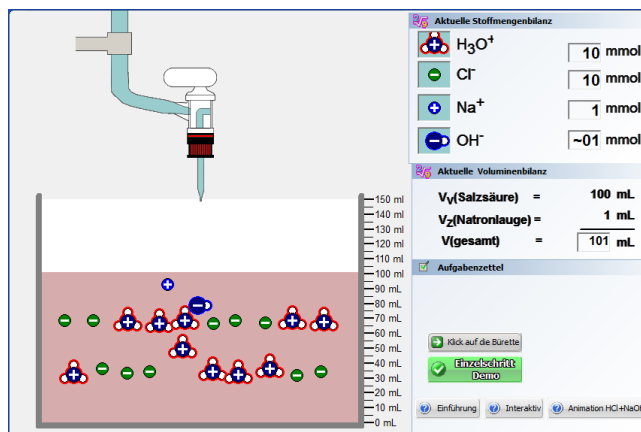 Aktuelle Stoffmengenbilanz
H₃O⁺ 10 mmol
Cl⁻ 10 mmol
Na⁺ 1 mmol
OH⁻ ~01 mmol
Aktuelle Voluminenbilanz
Vv(Salzsäure) = 100 mL
Vz(Natronlauge) = 1 mL
V(gesamt) = 101 mL
Aufgabenzettel
Klick auf die Bürette
Einzelschritt
Demo
Einführung
Interaktiv
Animation HCl+NaOH
150 ml
140 ml
130 ml
120 ml
110 ml
100 ml
90 mL
80 mL
70 mL
60 mL
50 mL
40 mL
30 mL
20 mL
10 mL
0 mL